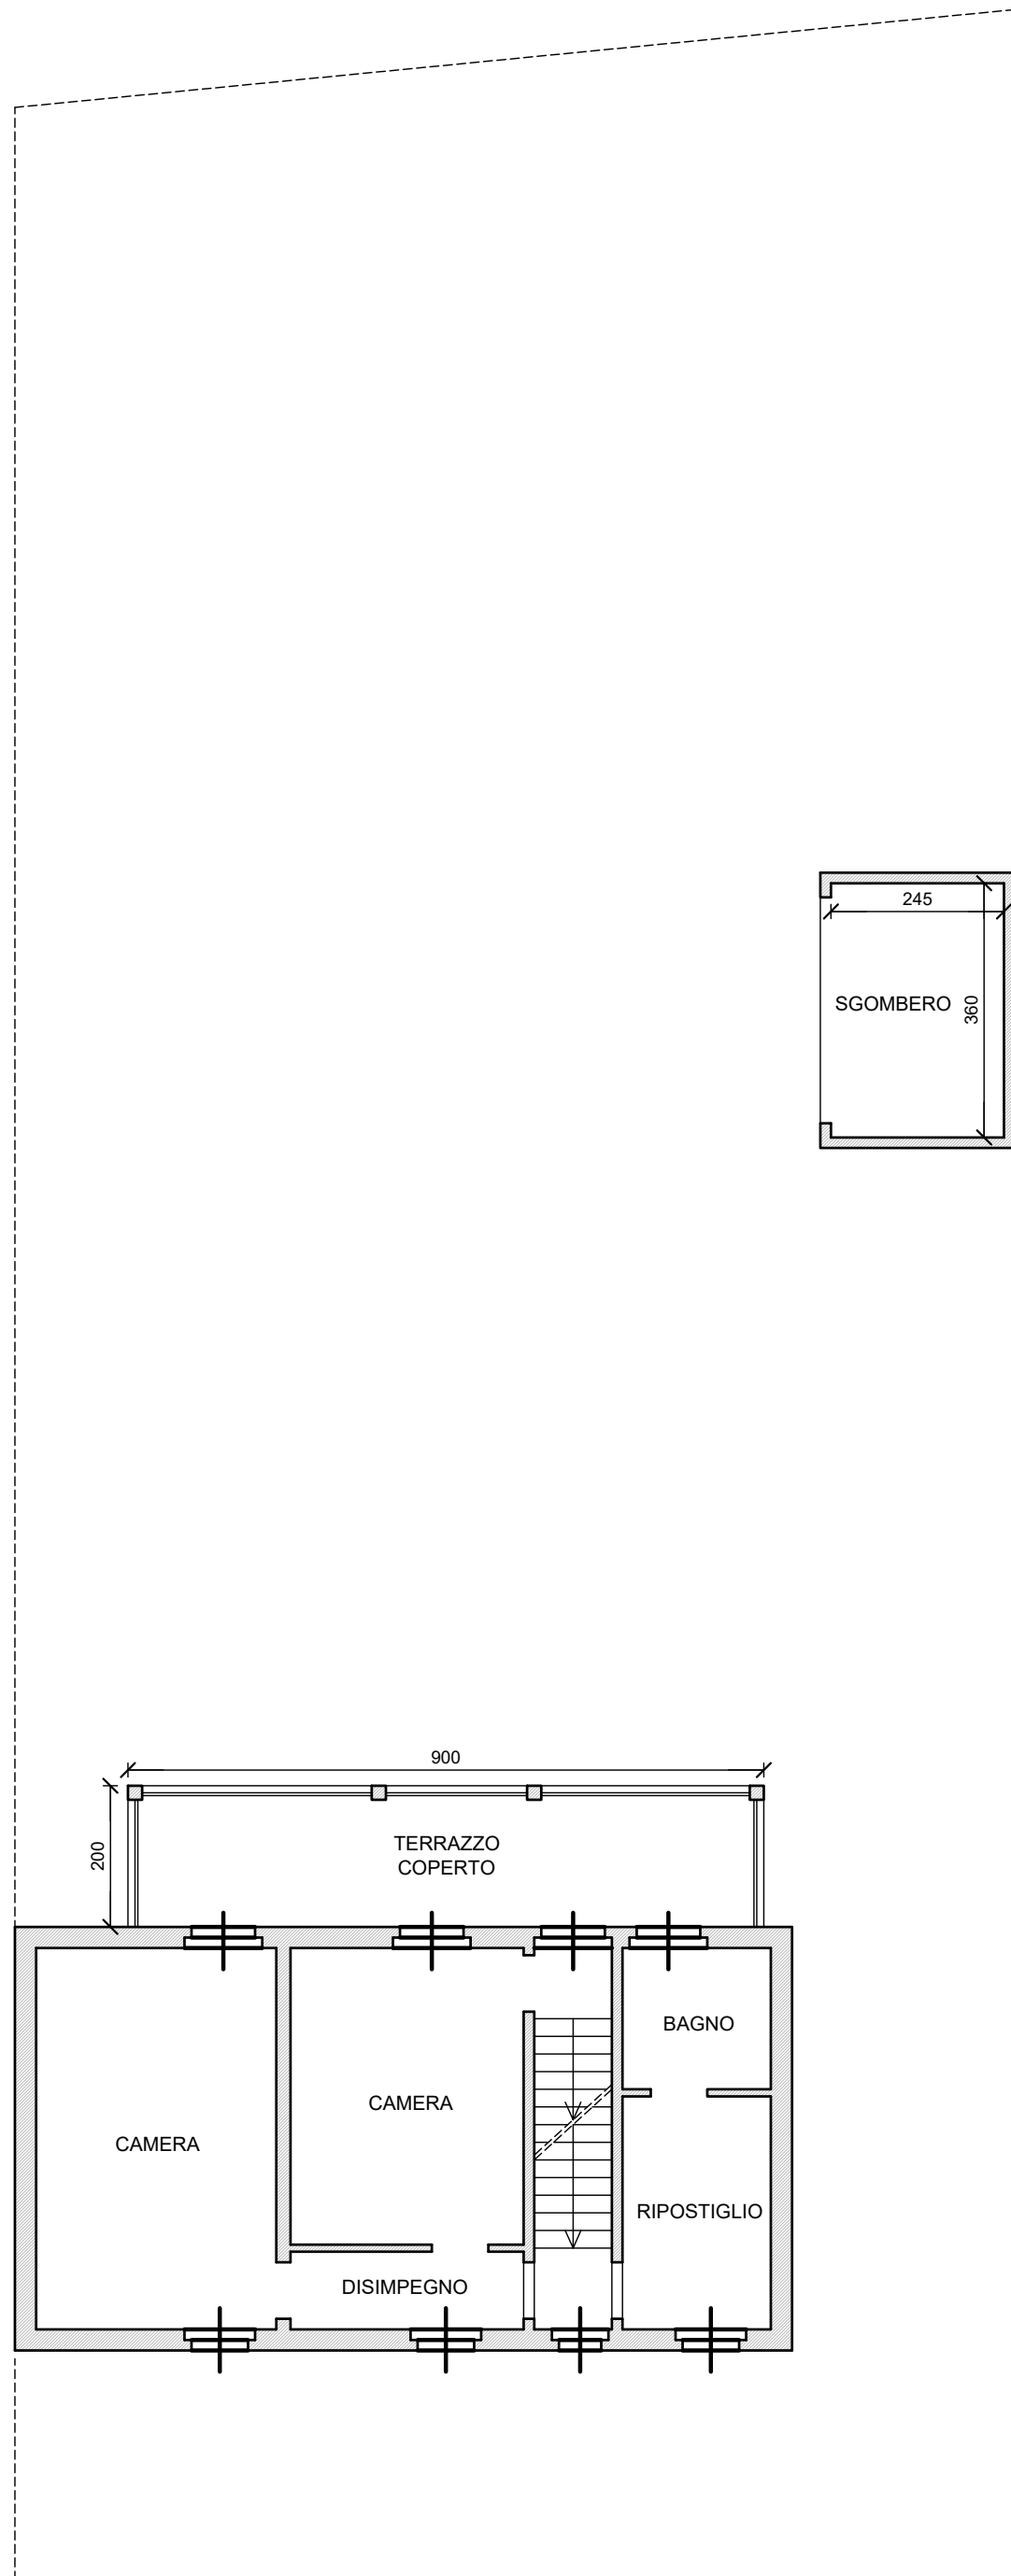 245
SGOMBERO
360
900
200
TERRAZZO
COPERTO
BAGNO
CAMERA
CAMERA
RIPOSTIGLIO
DISIMPEGNO